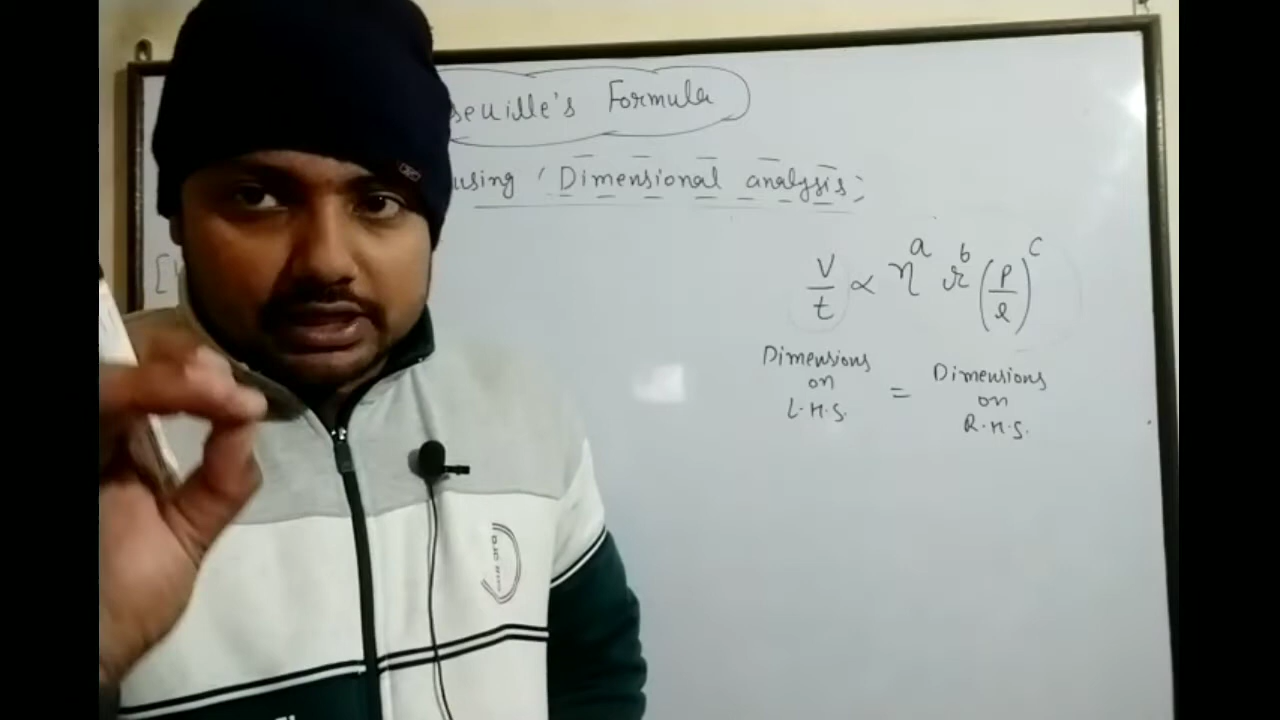 seuille's Formula
using 'Dimensional analysis:
V/t ∝ η^a r^b (P/l)^c
Dimensions on L.H.S. = Dimensions on R.H.S.